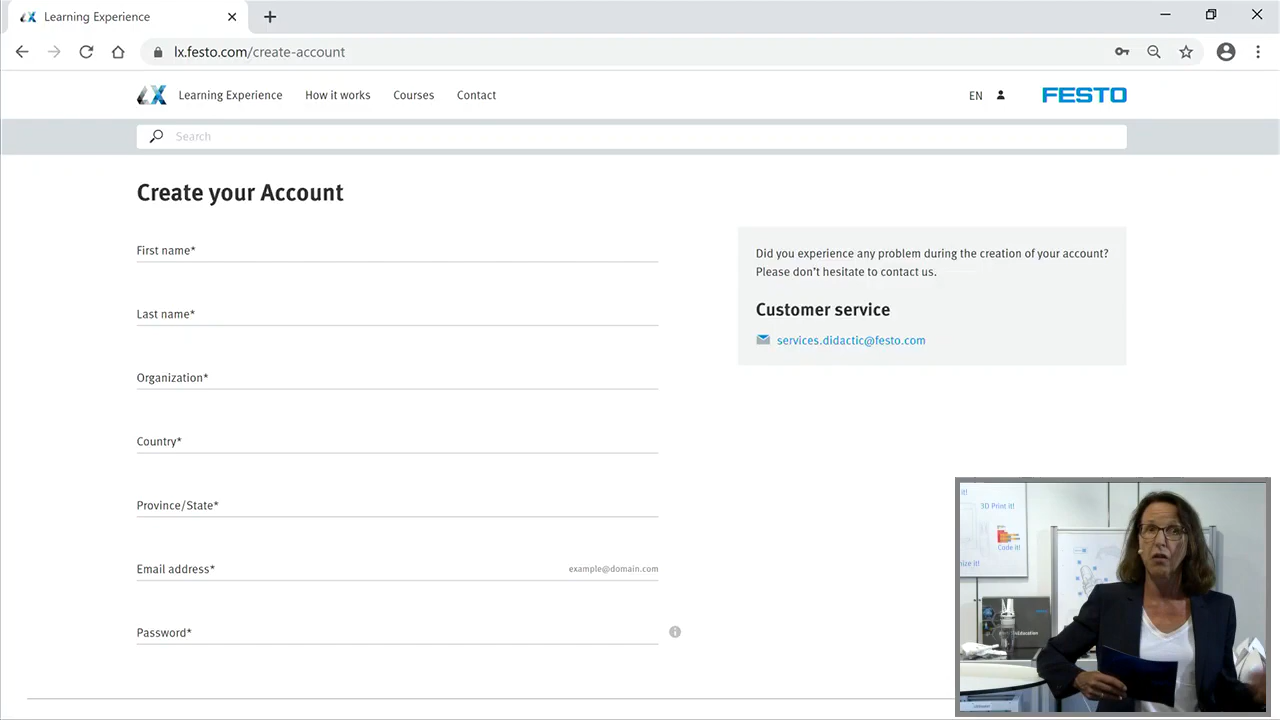 Learning Experience
lx.festo.com/create-account
Learning Experience How it works Courses Contact EN FESTO
Search
Create your Account
First name*
Last name*
Organization*
Country*
Province/State*
Email address* example@domain.com
Password*
Did you experience any problem during the creation of your account?
Please don't hesitate to contact us.
Customer service
services.didactic@festo.com
3D Print it!
Code it!